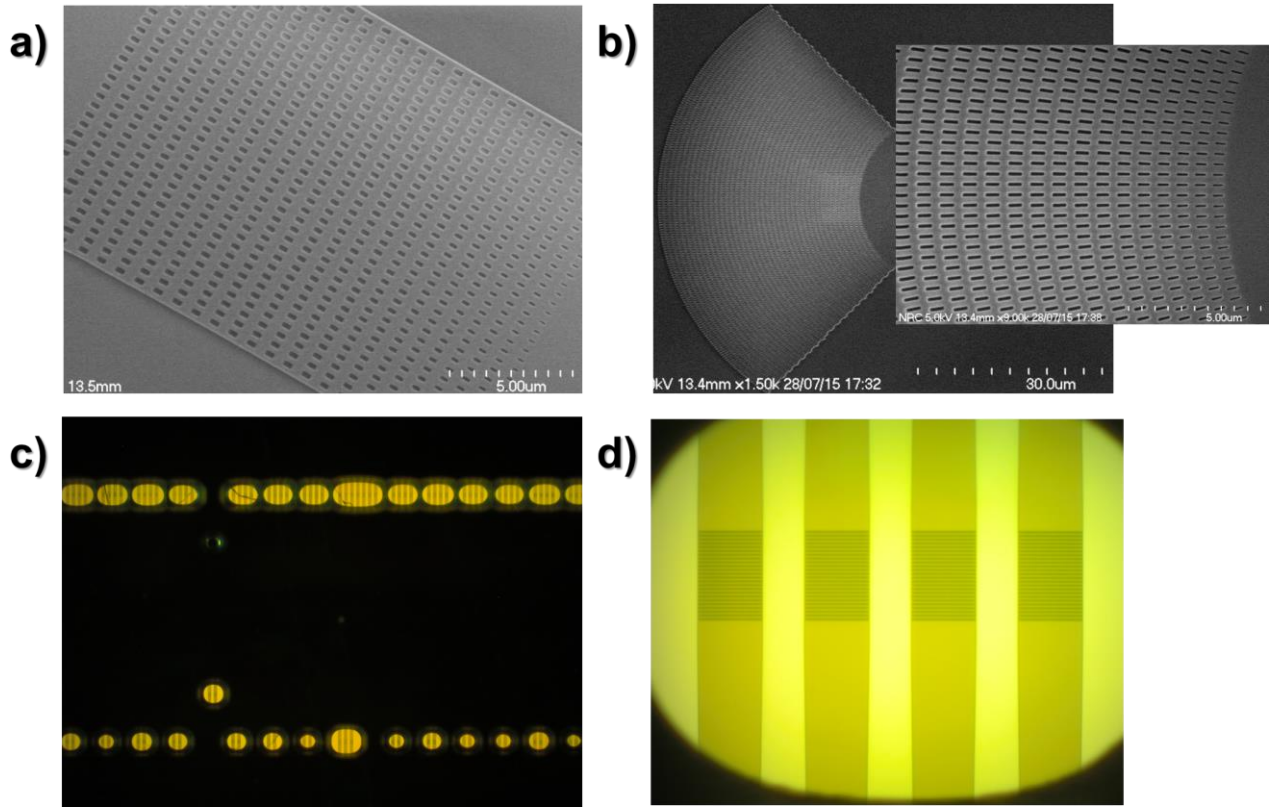 a)
13.5mm
5.00um
b)
NRC 5.0kV 13.4mm x9.00k 28/07/15 17:38
5.00um
kV 13.4mm x1.50k 28/07/15 17:32
30.0um
c)
d)